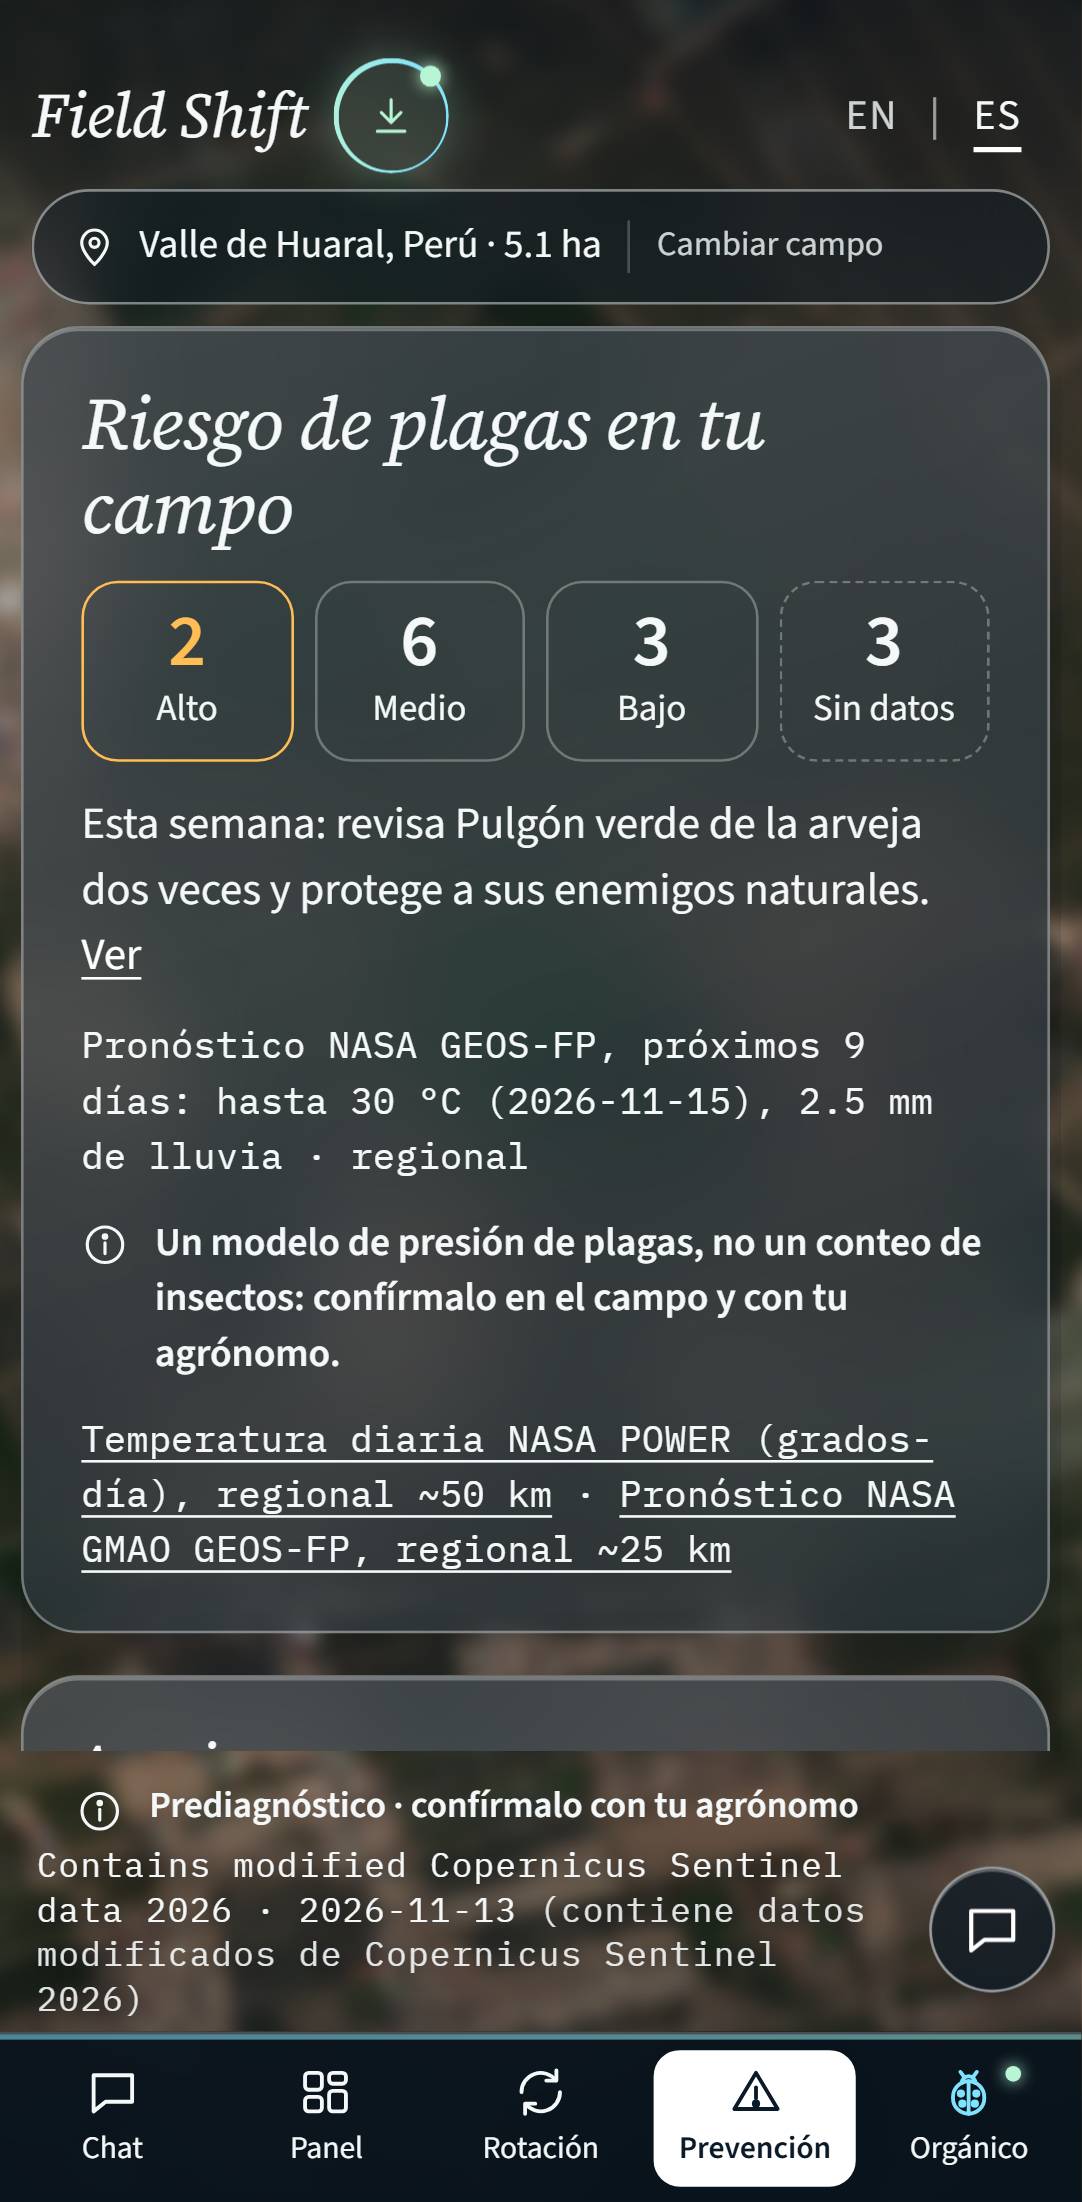 Field Shift
EN | ES
Valle de Huaral, Perú · 5.1 ha | Cambiar campo
Riesgo de plagas en tu
campo
2 6 3 3
Alto Medio Bajo Sin datos
Esta semana: revisa Pulgón verde de la arveja
dos veces y protege a sus enemigos naturales.
Ver
Pronóstico NASA GEOS-FP, próximos 9
días: hasta 30 °C (2026-11-15), 2.5 mm
de lluvia · regional
Un modelo de presión de plagas, no un conteo de
insectos: confírmalo en el campo y con tu
agrónomo.
Temperatura diaria NASA POWER (grados-
día), regional ~50 km · Pronóstico NASA
GMAO GEOS-FP, regional ~25 km
Prediagnóstico · confírmalo con tu agrónomo
Contains modified Copernicus Sentinel
data 2026 · 2026-11-13 (contiene datos
modificados de Copernicus Sentinel
2026)
Chat Panel Rotación Prevención Orgánico